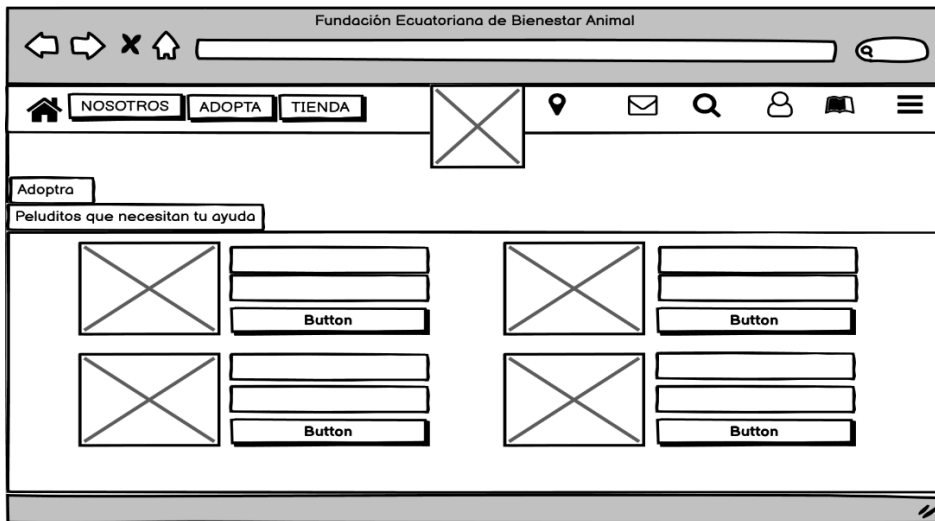 Fundación Ecuatoriana de Bienestar Animal
NOSOTROS ADOPTA TIENDA
Adoptra
Peluditos que necesitan tu ayuda
Button Button
Button Button